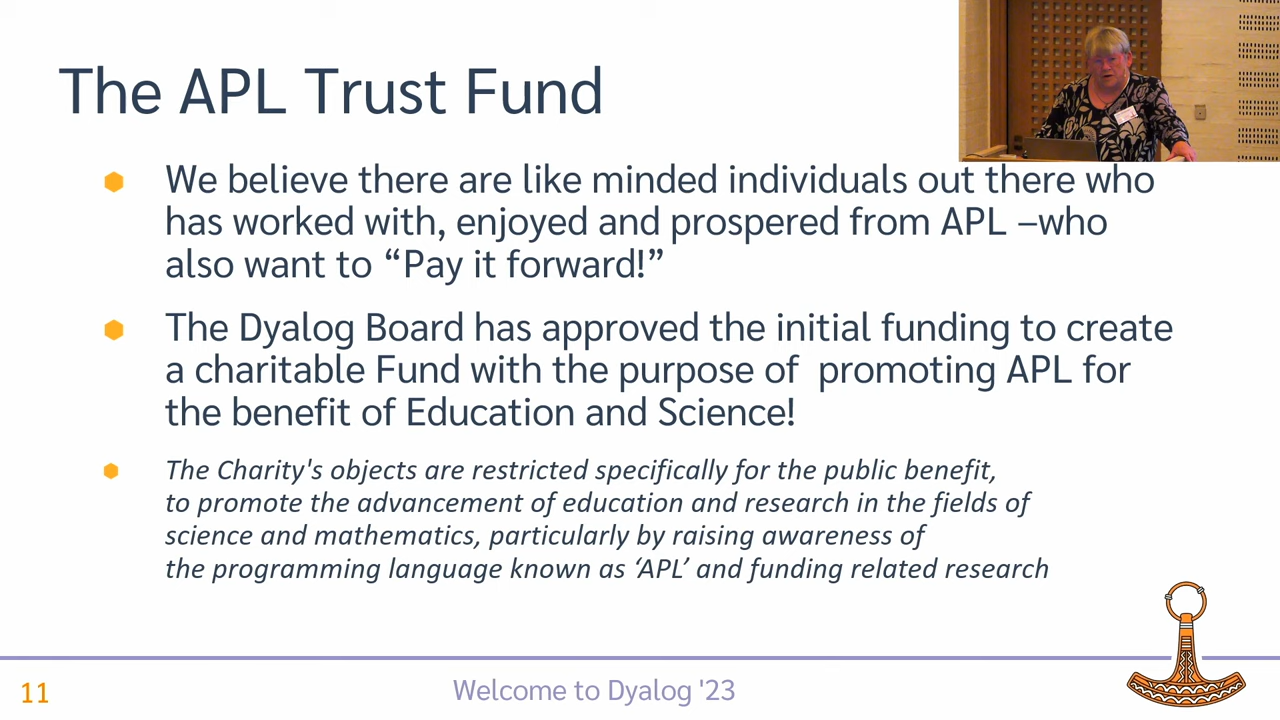 The APL Trust Fund
We believe there are like minded individuals out there who
has worked with, enjoyed and prospered from APL –who
also want to “Pay it forward!”
The Dyalog Board has approved the initial funding to create
a charitable Fund with the purpose of  promoting APL for
the benefit of Education and Science!
The Charity's objects are restricted specifically for the public benefit,
to promote the advancement of education and research in the fields of
science and mathematics, particularly by raising awareness of
the programming language known as ‘APL’ and funding related research
11
Welcome to Dyalog '23